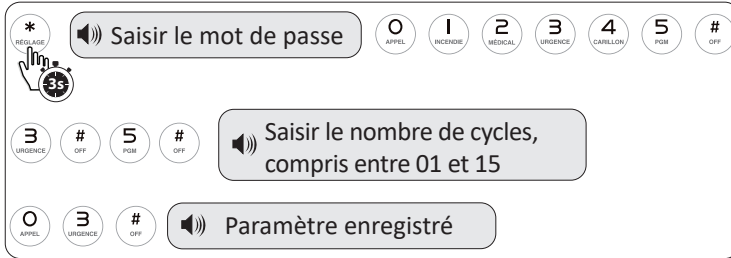 * RÉGLAGE Saisir le mot de passe 0 APPEL 1 INCENDIE 2 MÉDICAL 3 URGENCE 4 CARILLON 5 PGM # OFF
3s
3 URGENCE # OFF 5 PGM # OFF Saisir le nombre de cycles,
compris entre 01 et 15
0 APPEL 3 URGENCE # OFF Paramètre enregistré